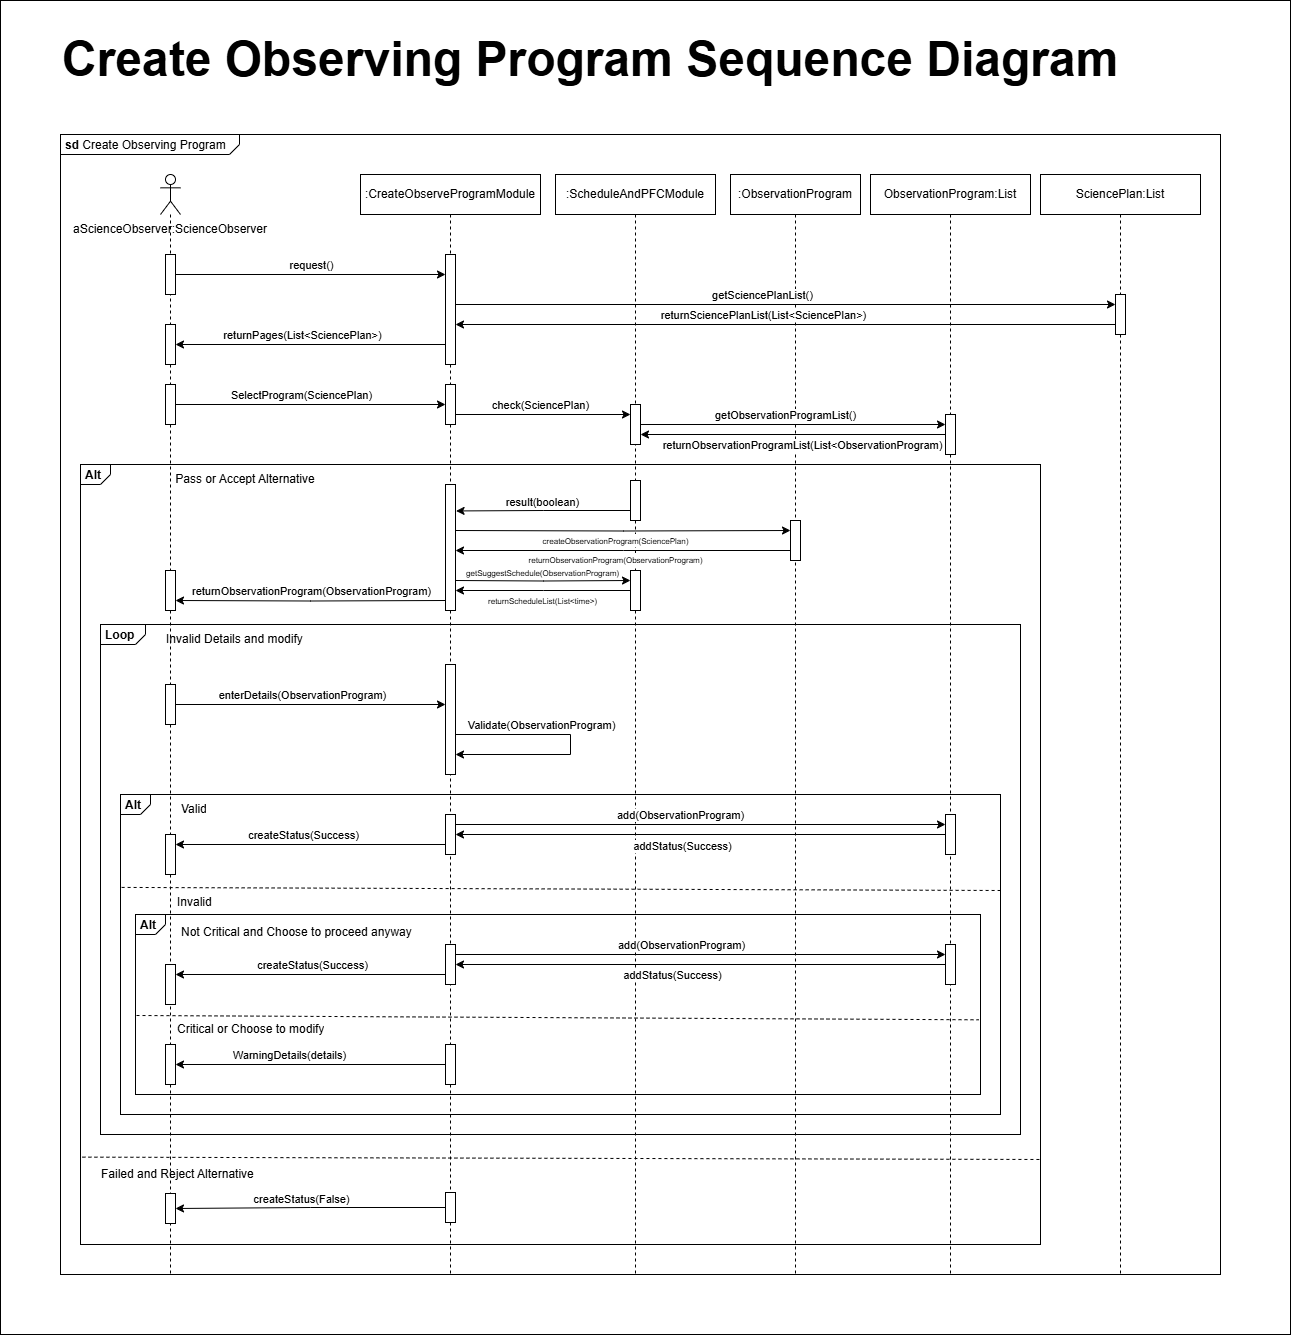 Create Observing Program Sequence Diagram
sd Create Observing Program
:CreateObserveProgramModule
:ScheduleAndPFCModule
:ObservationProgram
ObservationProgram:List
SciencePlan:List
aScienceObserver:ScienceObserver
request()
getSciencePlanList()
returnSciencePlanList(List<SciencePlan>)
returnPages(List<SciencePlan>)
SelectProgram(SciencePlan)
check(SciencePlan)
getObservationProgramList()
returnObservationProgramList(List<ObservationProgram)
Alt
Pass or Accept Alternative
result(boolean)
createObservationProgram(SciencePlan)
returnObservationProgram(ObservationProgram)
getSuggestSchedule(ObservationProgram)
returnObservationProgram(ObservationProgram)
returnScheduleList(List<time>)
Loop
Invalid Details and modify
enterDetails(ObservationProgram)
Validate(ObservationProgram)
Alt
Valid
add(ObservationProgram)
createStatus(Success)
addStatus(Success)
Invalid
Alt
Not Critical and Choose to proceed anyway
add(ObservationProgram)
createStatus(Success)
addStatus(Success)
Critical or Choose to modify
WarningDetails(details)
Failed and Reject Alternative
createStatus(False)